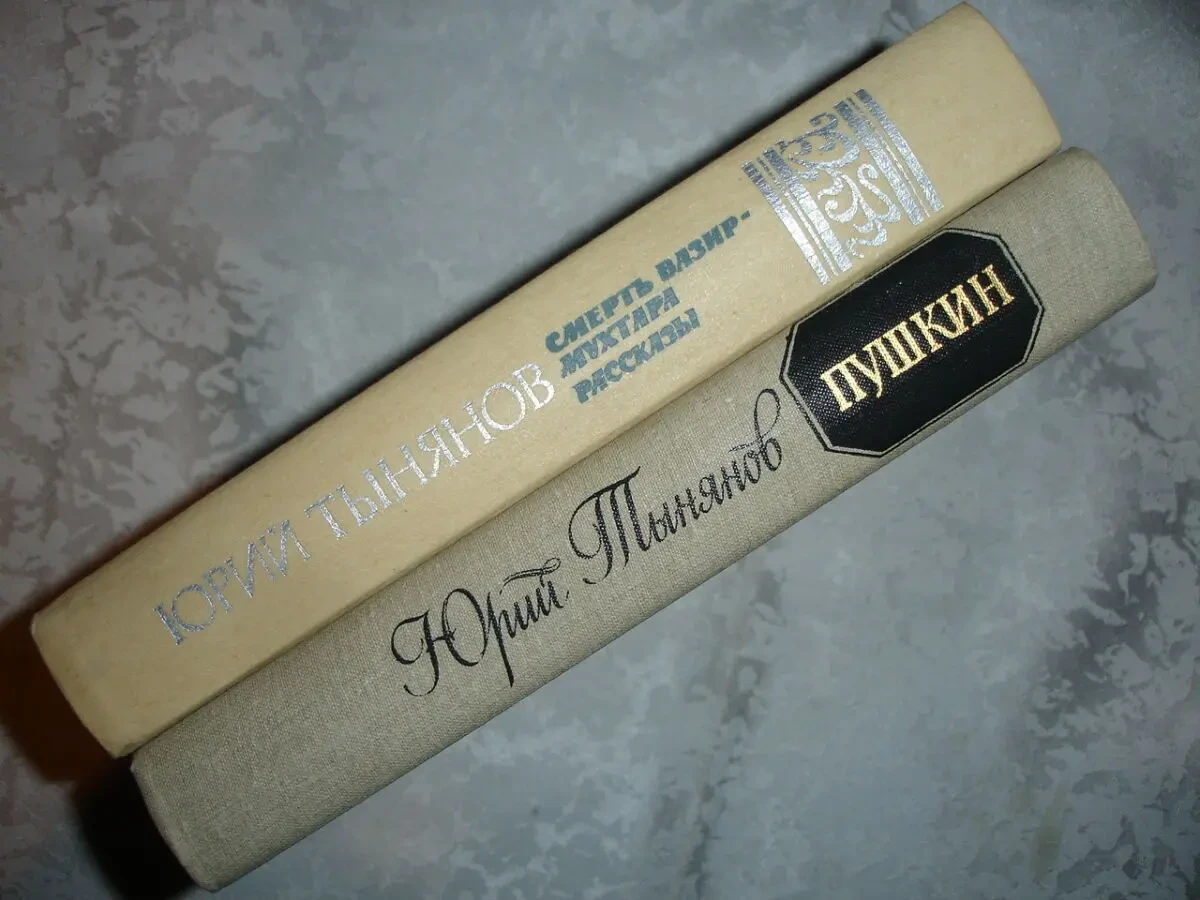 ЮРИЙ ТЫНЯНОВ
СМЕРТЬ ВАЗИР-
МУХТАРА
РАССКАЗЫ
Юрий Тынянов
ПУШКИН